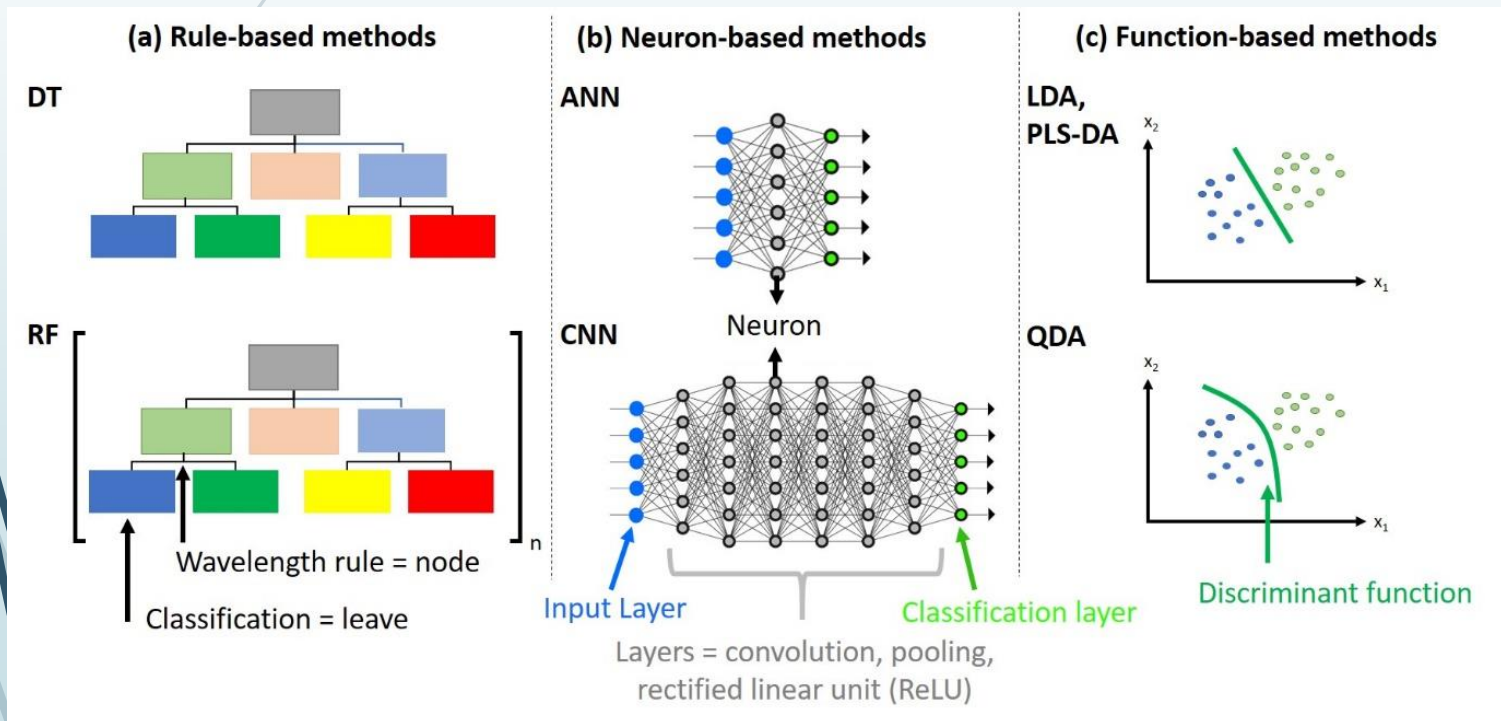 (a) Rule-based methods
DT
RF
n
Wavelength rule = node
Classification = leave
(b) Neuron-based methods
ANN
Neuron
CNN
Input Layer
Classification layer
Layers = convolution, pooling,
rectified linear unit (ReLU)
(c) Function-based methods
LDA,
PLS-DA
x₂
x₁
QDA
x₂
x₁
Discriminant function